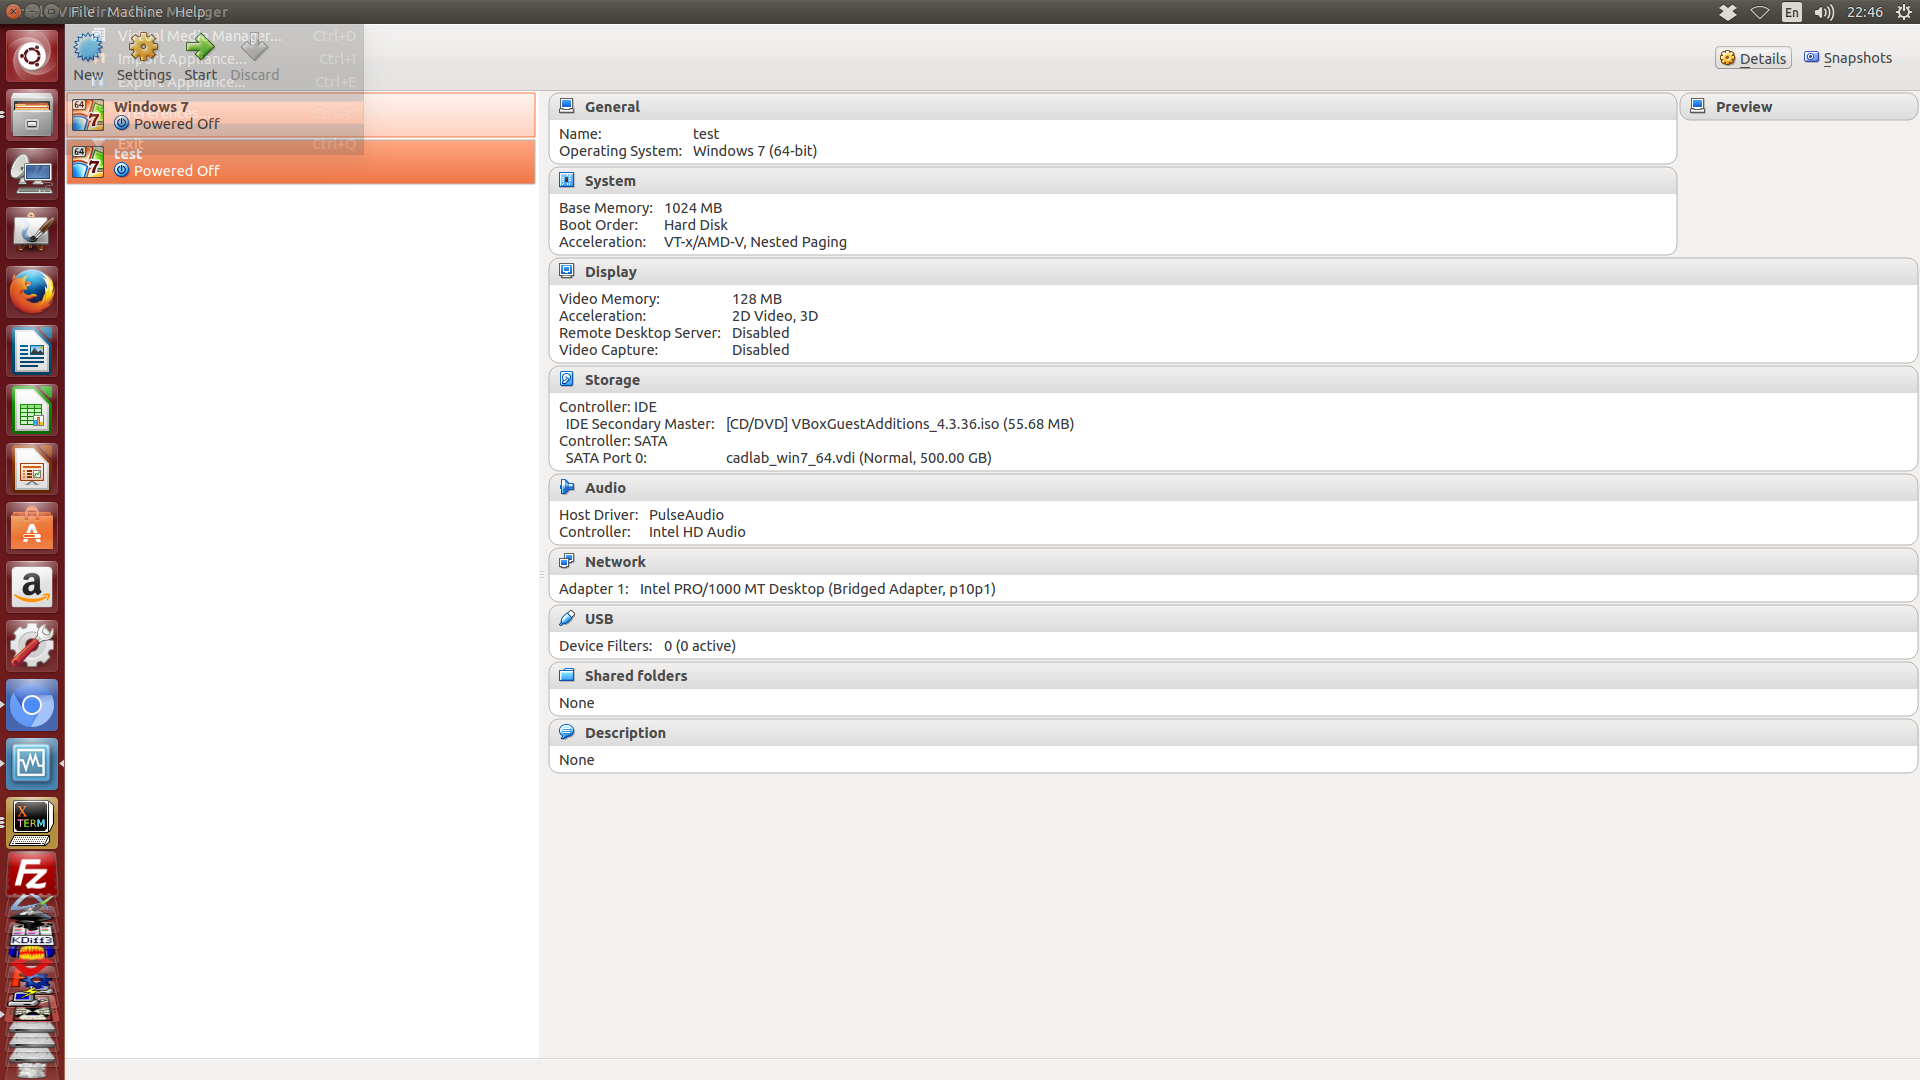 File Machine Help
En 22:46
Virtual Media Manager... Ctrl+D
Import Appliance... Ctrl+I
Export Appliance... Ctrl+E
New Settings Start Discard
Details Snapshots
Windows 7
Powered Off
Exit Ctrl+Q
test
Powered Off
General
Name: test
Operating System: Windows 7 (64-bit)
Preview
System
Base Memory: 1024 MB
Boot Order: Hard Disk
Acceleration: VT-x/AMD-V, Nested Paging
Display
Video Memory: 128 MB
Acceleration: 2D Video, 3D
Remote Desktop Server: Disabled
Video Capture: Disabled
Storage
Controller: IDE
IDE Secondary Master: [CD/DVD] VBoxGuestAdditions_4.3.36.iso (55.68 MB)
Controller: SATA
SATA Port 0: cadlab_win7_64.vdi (Normal, 500.00 GB)
Audio
Host Driver: PulseAudio
Controller: Intel HD Audio
Network
Adapter 1: Intel PRO/1000 MT Desktop (Bridged Adapter, p10p1)
USB
Device Filters: 0 (0 active)
Shared folders
None
Description
None
X
TERM
Fz
KDiff3